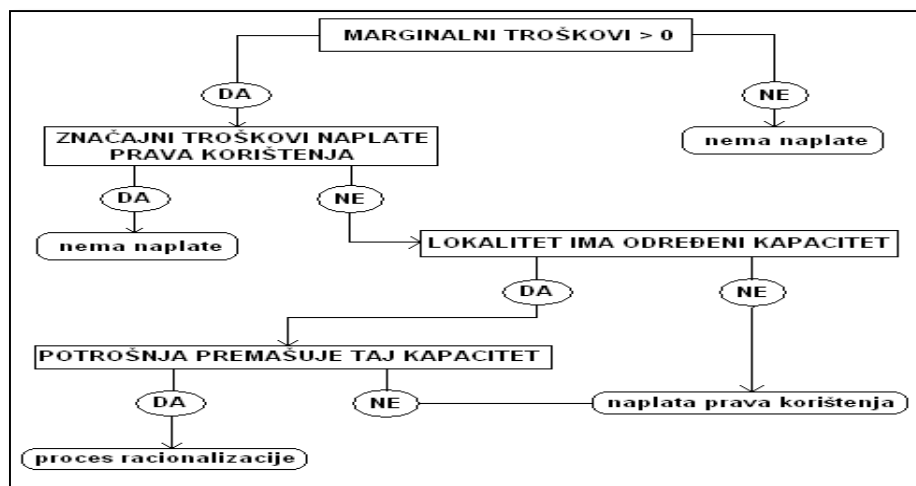 MARGINALNI TROŠKOVI > 0
DA
NE
ZNAČAJNI TROŠKOVI NAPLATE
PRAVA KORIŠTENJA
nema naplate
DA
NE
nema naplate
LOKALITET IMA ODREĐENI KAPACITET
DA
NE
POTROŠNJA PREMAŠUJE TAJ KAPACITET
DA
NE
naplata prava korištenja
proces racionalizacije